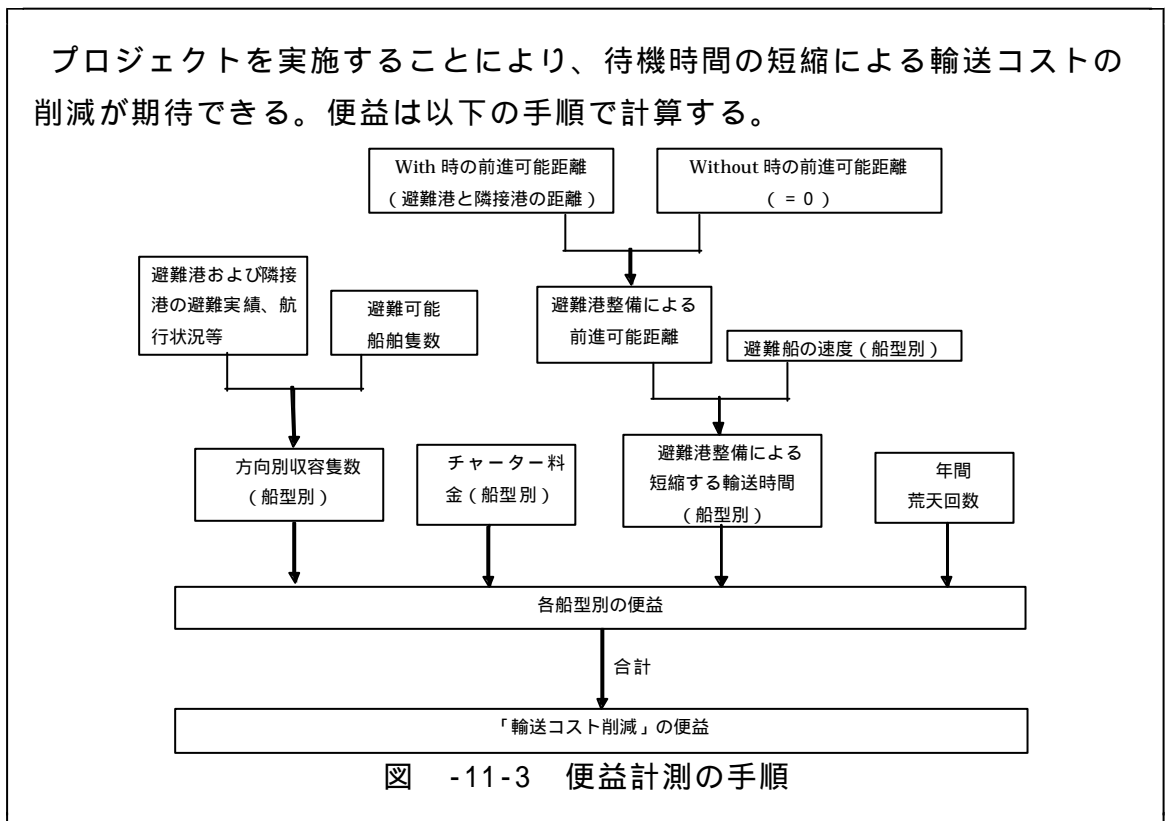 プロジェクトを実施することにより、待機時間の短縮による輸送コストの
削減が期待できる。便益は以下の手順で計算する。
With 時の前進可能距離
（避難港と隣接港の距離）
Without 時の前進可能距離
（＝0）
避難港および隣接
港の避難実績、航
行状況等
避難可能
船舶隻数
避難港整備による
前進可能距離
避難船の速度（船型別）
方向別収容隻数
（船型別）
チャーター料
金（船型別）
避難港整備による
短縮する輸送時間
（船型別）
年間
荒天回数
各船型別の便益
合計
「輸送コスト削減」の便益
図 -11-3 便益計測の手順